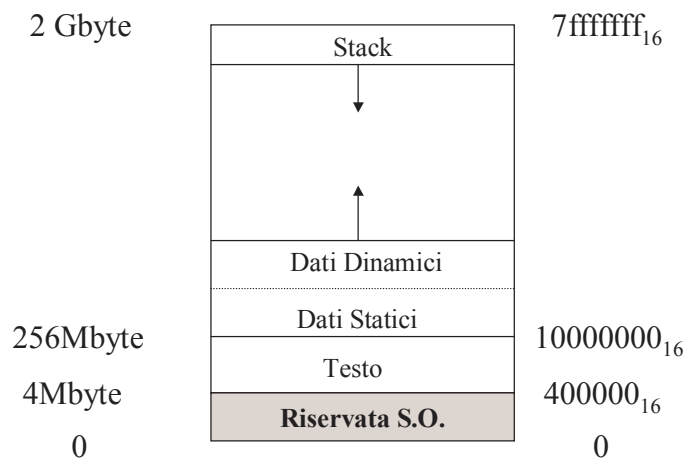 2 Gbyte
Stack
7fffffff16
Dati Dinamici
Dati Statici
256Mbyte
1000000016
Testo
4Mbyte
40000016
Riservata S.O.
0
0